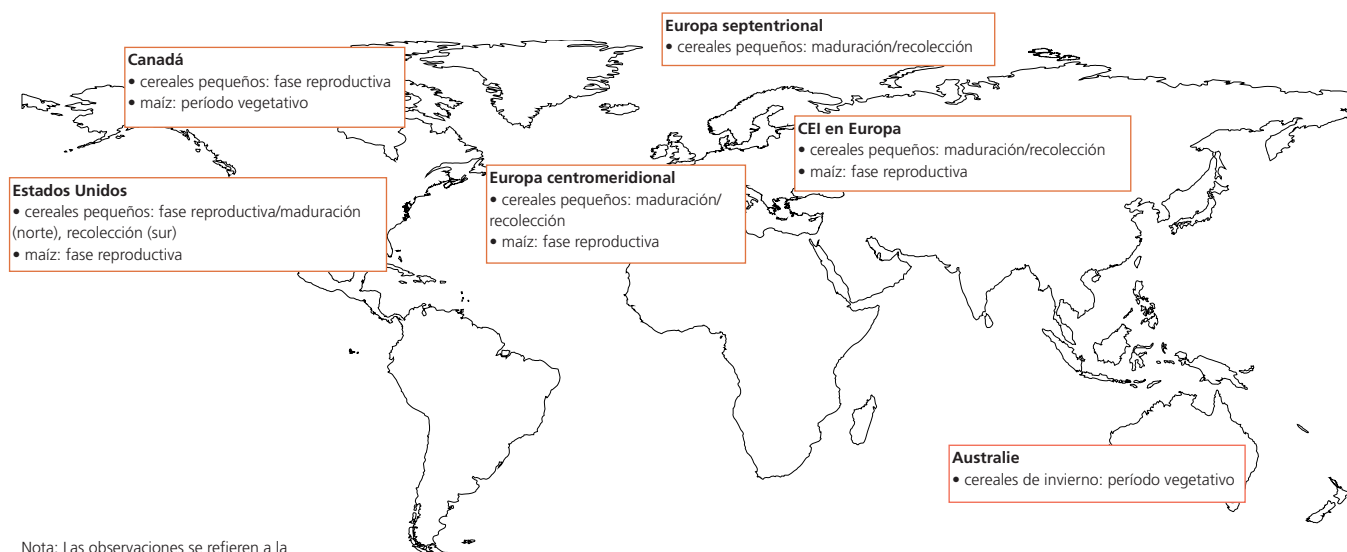 Europa septentrional
• cereales pequeños: maduración/recolección
Canadá
• cereales pequeños: fase reproductiva
• maíz: período vegetativo
CEI en Europa
• cereales pequeños: maduración/recolección
• maíz: fase reproductiva
Estados Unidos
• cereales pequeños: fase reproductiva/maduración
(norte), recolección (sur)
• maíz: fase reproductiva
Europa centromeridional
• cereales pequeños: maduración/
recolección
• maíz: fase reproductiva
Australie
• cereales de invierno: período vegetativo
Nota: Las observaciones se refieren a la